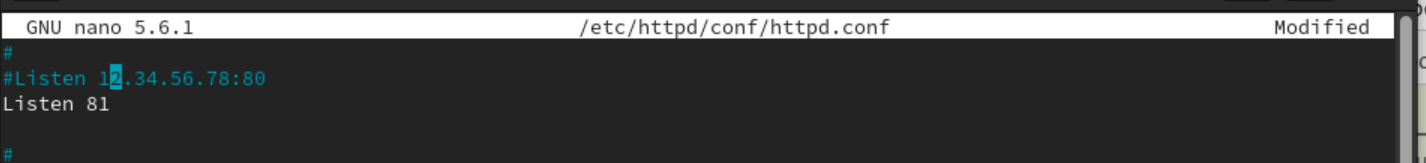 GNU nano 5.6.1 /etc/httpd/conf/httpd.conf Modified
#
#Listen 12.34.56.78:80
Listen 81
#